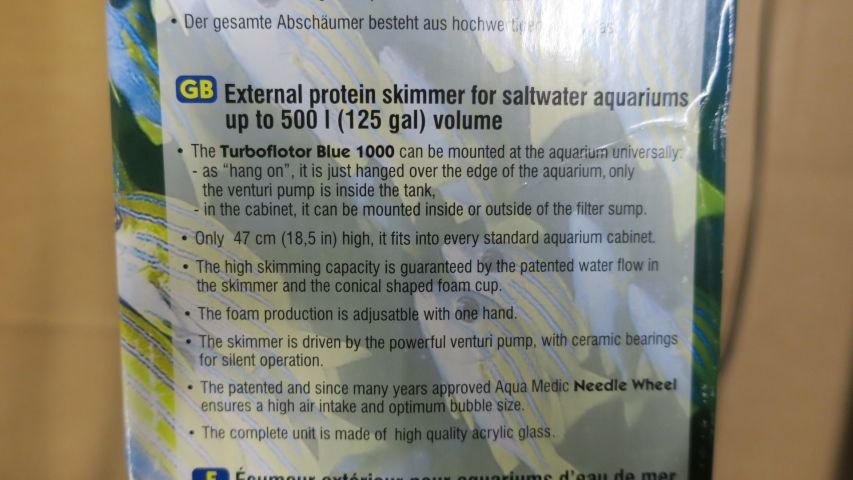 • Der gesamte Abschäumer besteht aus
GB External protein skimmer for saltwater aquariums
up to 500 l (125 gal) volume
• The Turboflotor Blue 1000 can be mounted at the aquarium universally:
- as "hang on", it is just hanged over the edge of the aquarium, only
the venturi pump is inside the tank,
- in the cabinet, it can be mounted inside or outside of the filter sump.
• Only 47 cm (18,5 in) high, it fits into every standard aquarium cabinet.
• The high skimming capacity is guaranteed by the patented water flow in
the skimmer and the conical shaped foam cup.
• The foam production is adjusatble with one hand.
• The skimmer is driven by the powerful venturi pump, with ceramic bearings
for silent operation.
• The patented and since many years approved Aqua Medic Needle Wheel
ensures a high air intake and optimum bubble size.
• The complete unit is made of high quality acrylic glass.
F Écumeur extérieur pour aquariums d'eau de mer